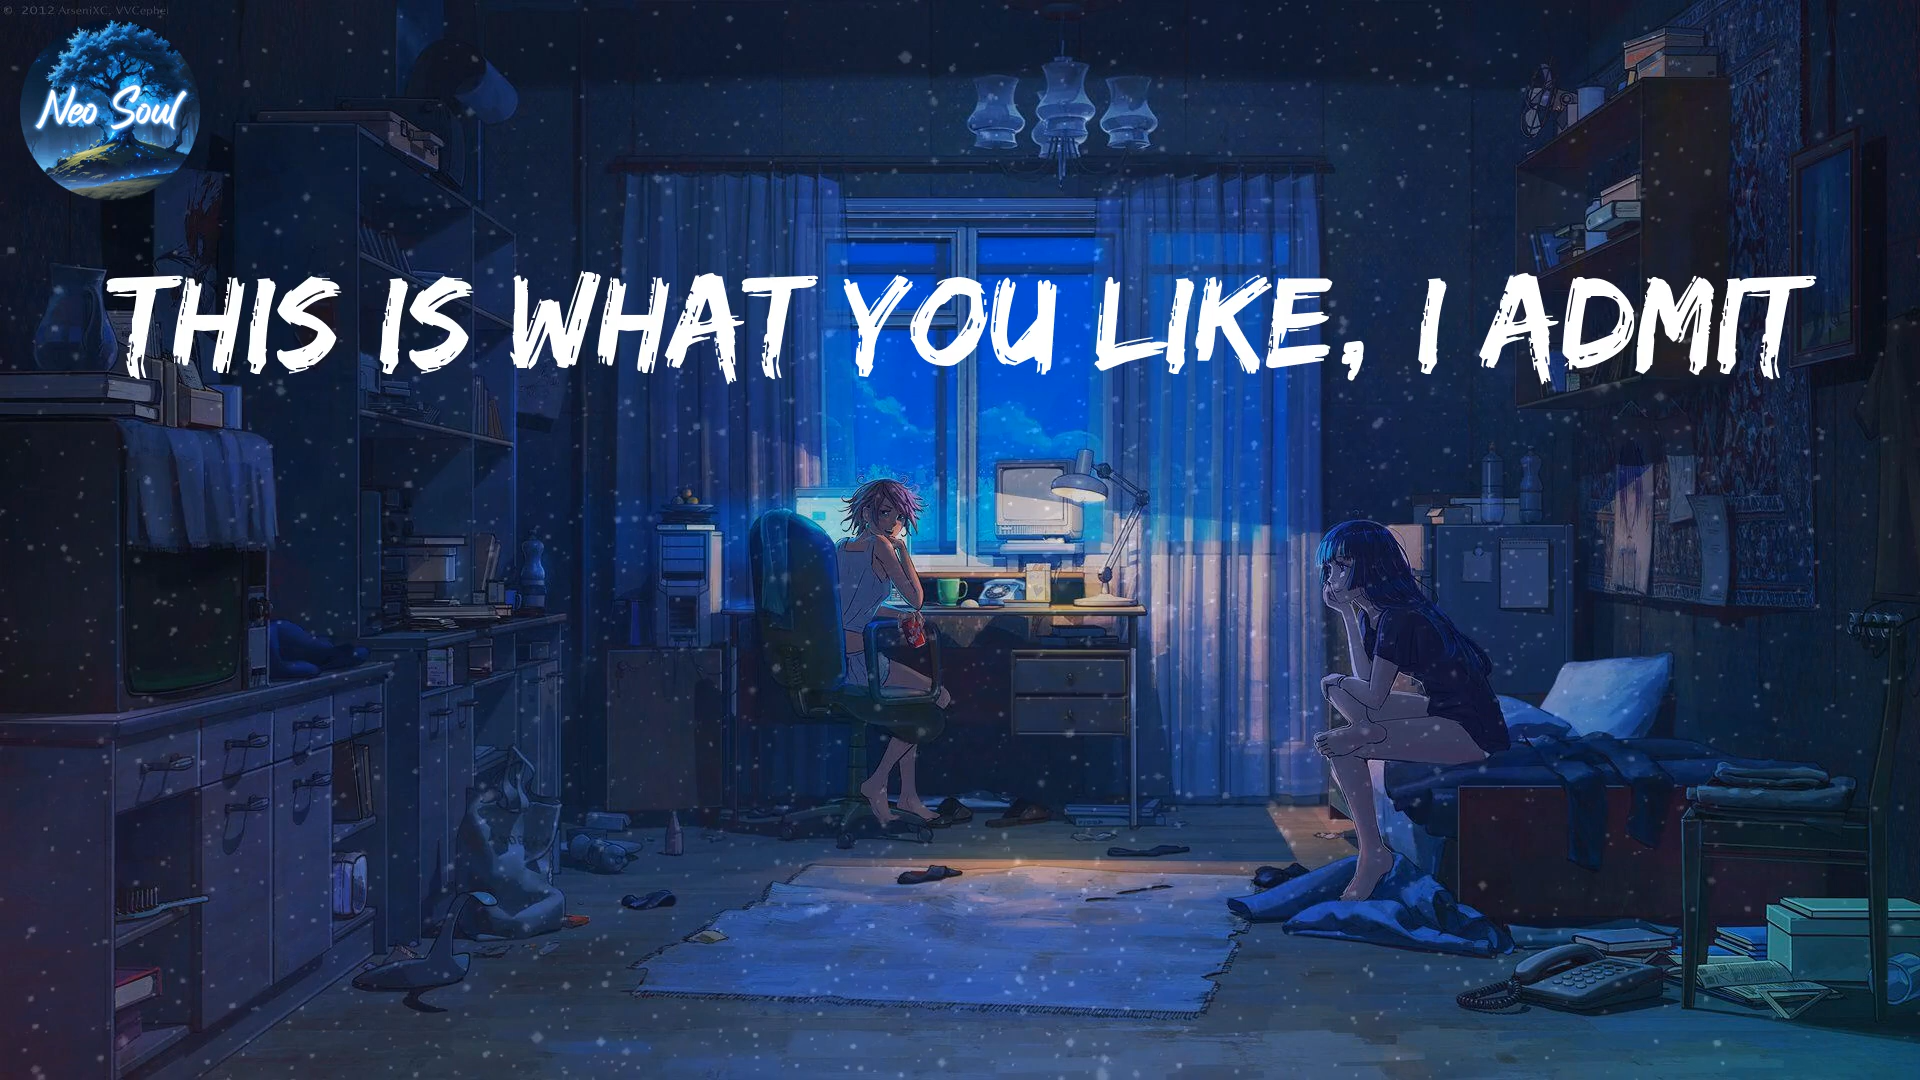 © 2012 ArseniXC, VVCephei
Neo Soul
THIS IS WHAT YOU LIKE, I ADMIT